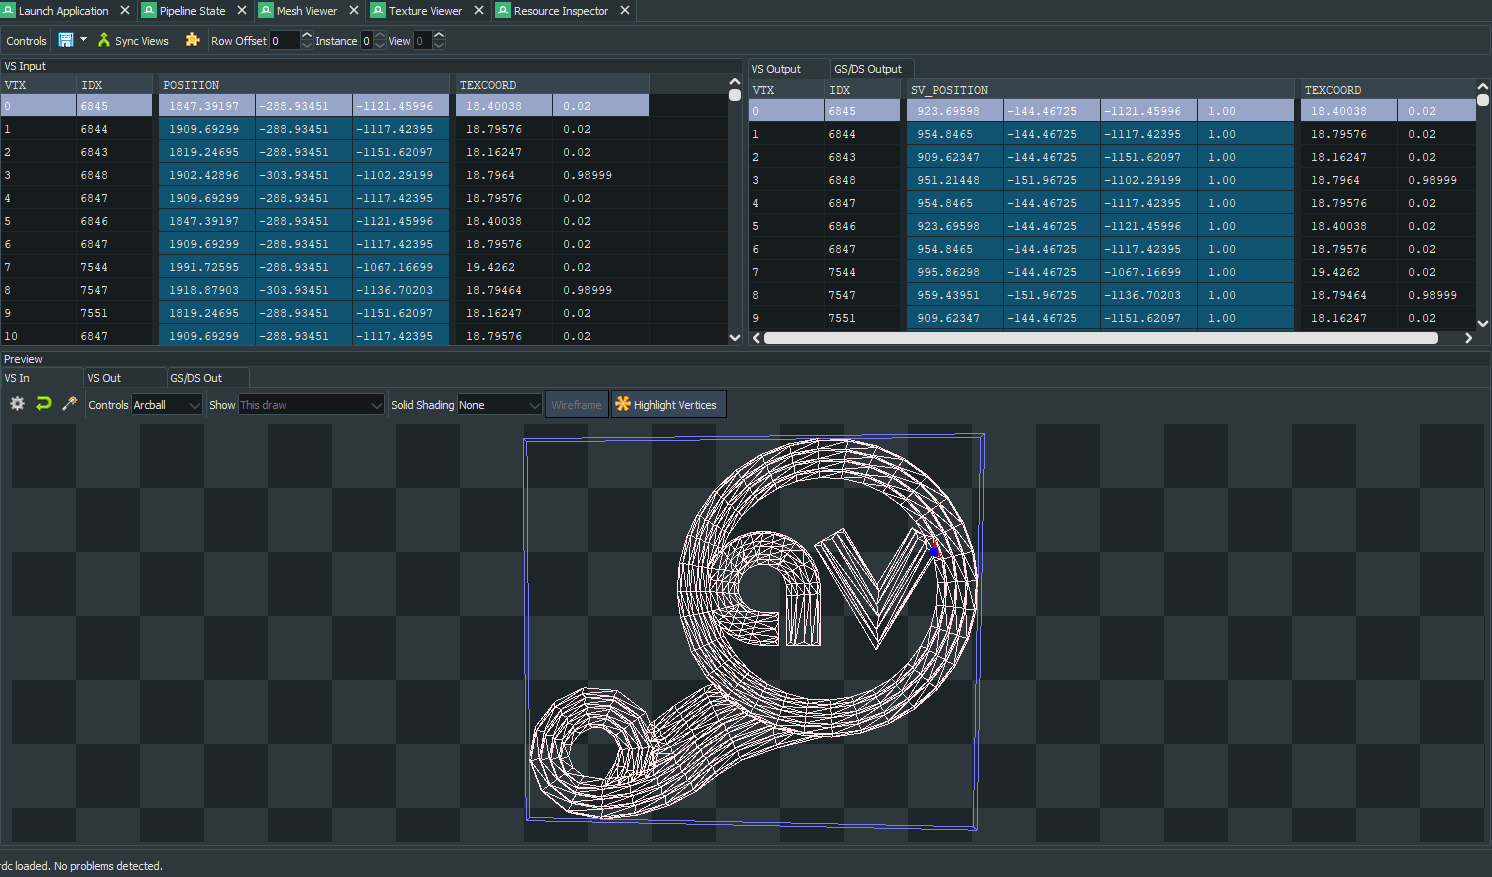 Launch Application Pipeline State Mesh Viewer Texture Viewer Resource Inspector
Controls Sync Views Row Offset 0 Instance 0 View 0
VS Input
VTX IDX POSITION TEXCOORD
0 6845 1847.39197 -288.93451 -1121.45996 18.40038 0.02
1 6844 1909.69299 -288.93451 -1117.42395 18.79576 0.02
2 6843 1819.24695 -288.93451 -1151.62097 18.16247 0.02
3 6848 1902.42896 -303.93451 -1102.29199 18.7964 0.98999
4 6847 1909.69299 -288.93451 -1117.42395 18.79576 0.02
5 6846 1847.39197 -288.93451 -1121.45996 18.40038 0.02
6 6847 1909.69299 -288.93451 -1117.42395 18.79576 0.02
7 7544 1991.72595 -288.93451 -1067.16699 19.4262 0.02
8 7547 1918.87903 -303.93451 -1136.70203 18.79464 0.98999
9 7551 1819.24695 -288.93451 -1151.62097 18.16247 0.02
10 6847 1909.69299 -288.93451 -1117.42395 18.79576 0.02
VS Output GS/DS Output
VTX IDX SV_POSITION TEXCOORD
0 6845 923.69598 -144.46725 -1121.45996 1.00 18.40038 0.02
1 6844 954.8465 -144.46725 -1117.42395 1.00 18.79576 0.02
2 6843 909.62347 -144.46725 -1151.62097 1.00 18.16247 0.02
3 6848 951.21448 -151.96725 -1102.29199 1.00 18.7964 0.98999
4 6847 954.8465 -144.46725 -1117.42395 1.00 18.79576 0.02
5 6846 923.69598 -144.46725 -1121.45996 1.00 18.40038 0.02
6 6847 954.8465 -144.46725 -1117.42395 1.00 18.79576 0.02
7 7544 995.86298 -144.46725 -1067.16699 1.00 19.4262 0.02
8 7547 959.43951 -151.96725 -1136.70203 1.00 18.79464 0.98999
9 7551 909.62347 -144.46725 -1151.62097 1.00 18.16247 0.02
Preview
VS In VS Out GS/DS Out
Controls Arcball Show This draw Solid Shading None Wireframe Highlight Vertices
rdc loaded. No problems detected.